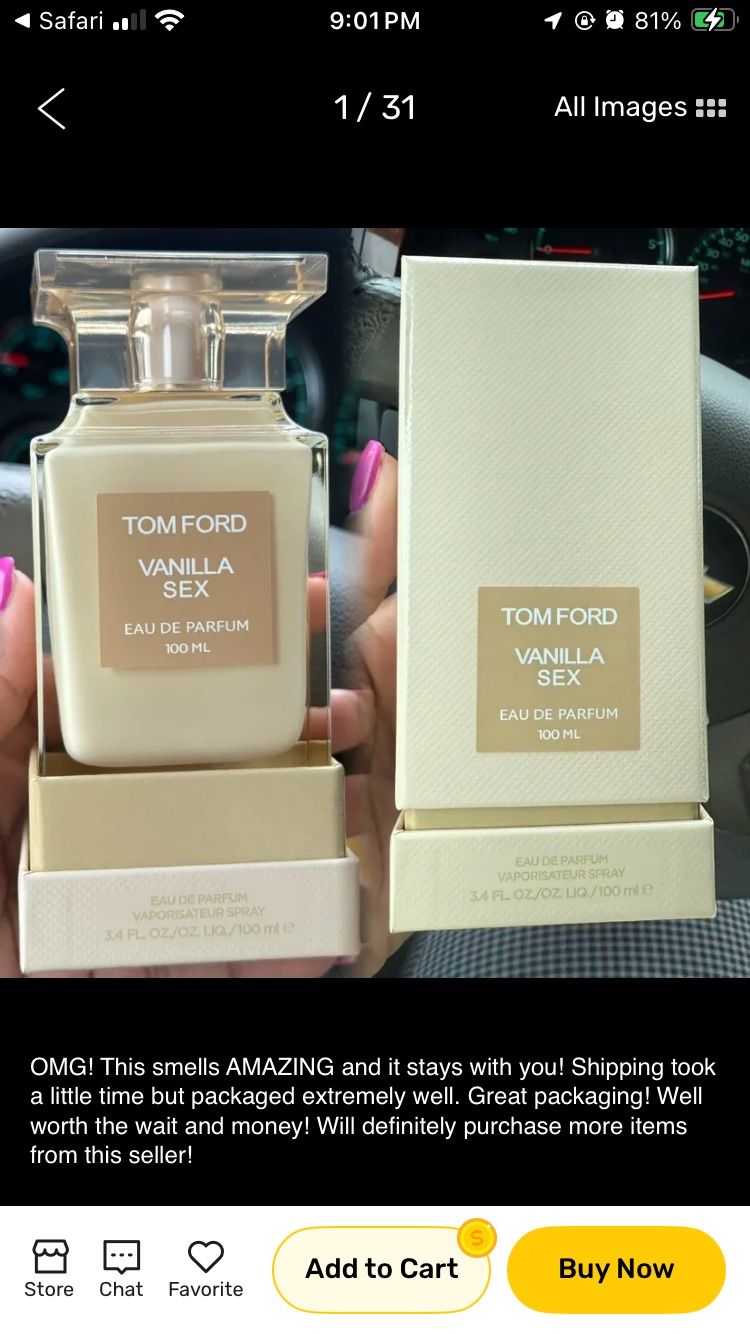 Safari
9:01 PM
81%
1 / 31
All Images
TOM FORD
VANILLA
SEX
EAU DE PARFUM
100 ML
EAU DE PARFUM
VAPORISATEUR SPRAY
3.4 FL. OZ./OZ. LIQ./100 ml e
TOM FORD
VANILLA
SEX
EAU DE PARFUM
100 ML
EAU DE PARFUM
VAPORISATEUR SPRAY
3.4 FL. OZ./OZ. LIQ./100 ml e
OMG! This smells AMAZING and it stays with you! Shipping took
a little time but packaged extremely well. Great packaging! Well
worth the wait and money! Will definitely purchase more items
from this seller!
Store
Chat
Favorite
Add to Cart
$
Buy Now